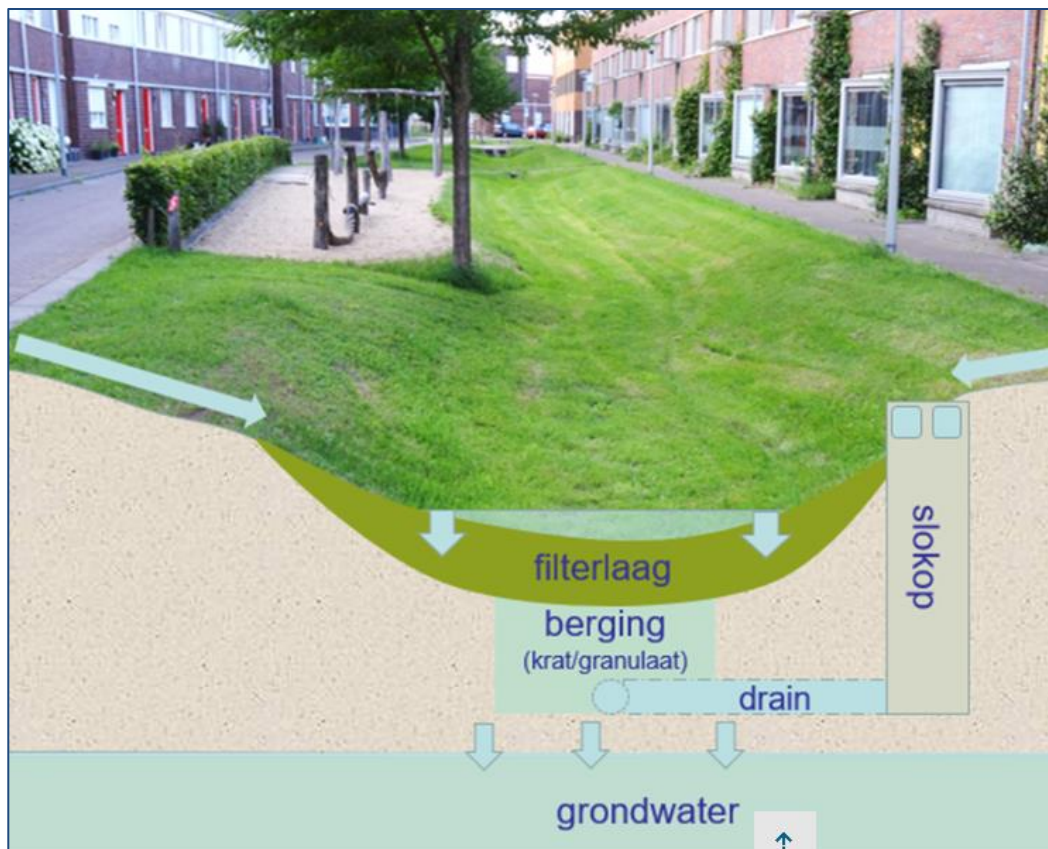 filterlaag
berging
(krat/granulaat)
drain
slokop
grondwater